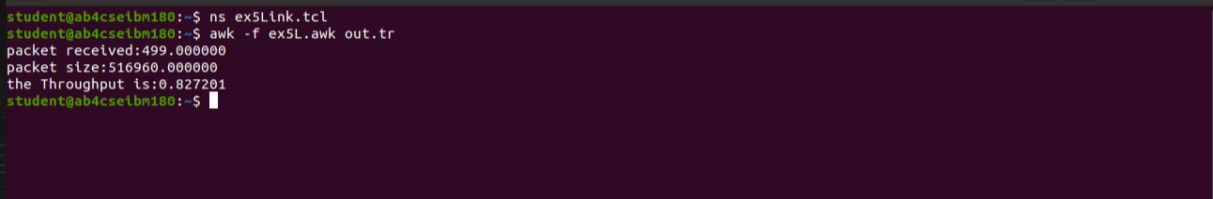 student@ab4cseibm180:~$ ns ex5Link.tcl
student@ab4cseibm180:~$ awk -f ex5L.awk out.tr
packet received:499.000000
packet size:516960.000000
the Throughput is:0.827201
student@ab4cseibm180:~$